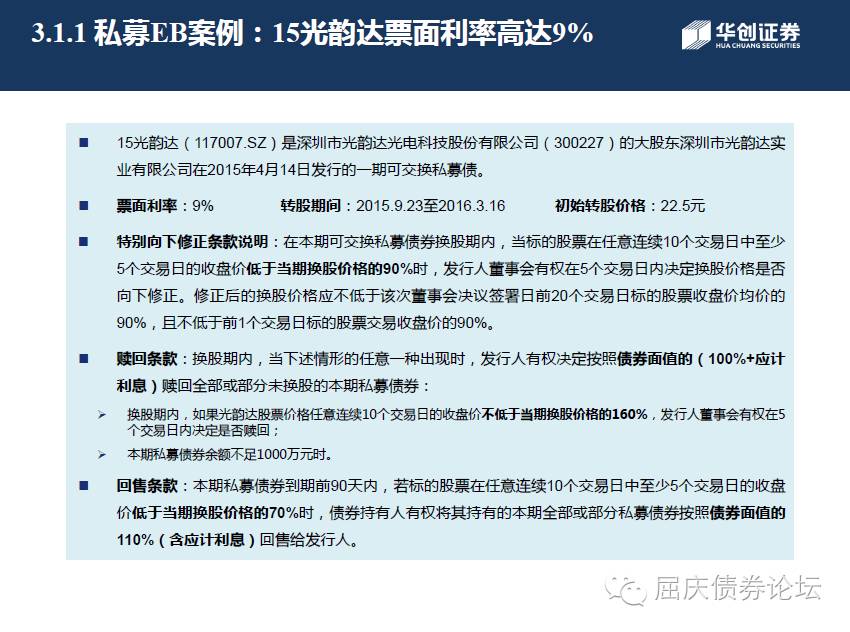 3.1.1 私募EB案例：15光韵达票面利率高达9%
华创证券
HUA CHUANG SECURITIES
15光韵达（117007.SZ）是深圳市光韵达光电科技股份有限公司（300227）的大股东深圳市光韵达实
业有限公司在2015年4月14日发行的一期可交换私募债。
票面利率：9% 转股期间：2015.9.23至2016.3.16 初始转股价格：22.5元
特别向下修正条款说明：在本期可交换私募债券换股期内，当标的股票在任意连续10个交易日中至少
5个交易日的收盘价低于当期换股价格的90%时，发行人董事会有权在5个交易日内决定换股价格是否
向下修正。修正后的换股价格应不低于该次董事会决议签署日前20个交易日标的股票收盘价均价的
90%，且不低于前1个交易日标的股票交易收盘价的90%。
赎回条款：换股期内，当下述情形的任意一种出现时，发行人有权决定按照债券面值的（100%+应计
利息）赎回全部或部分未换股的本期私募债券：
换股期内，如果光韵达股票价格任意连续10个交易日的收盘价不低于当期换股价格的160%，发行人董事会有权在5
个交易日内决定是否赎回；
本期私募债券余额不足1000万元时。
回售条款：本期私募债券到期前90天内，若标的股票在任意连续10个交易日中至少5个交易日的收盘
价低于当期换股价格的70%时，债券持有人有权将其持有的本期全部或部分私募债券按照债券面值的
110%（含应计利息）回售给发行人。
屈庆债券论坛